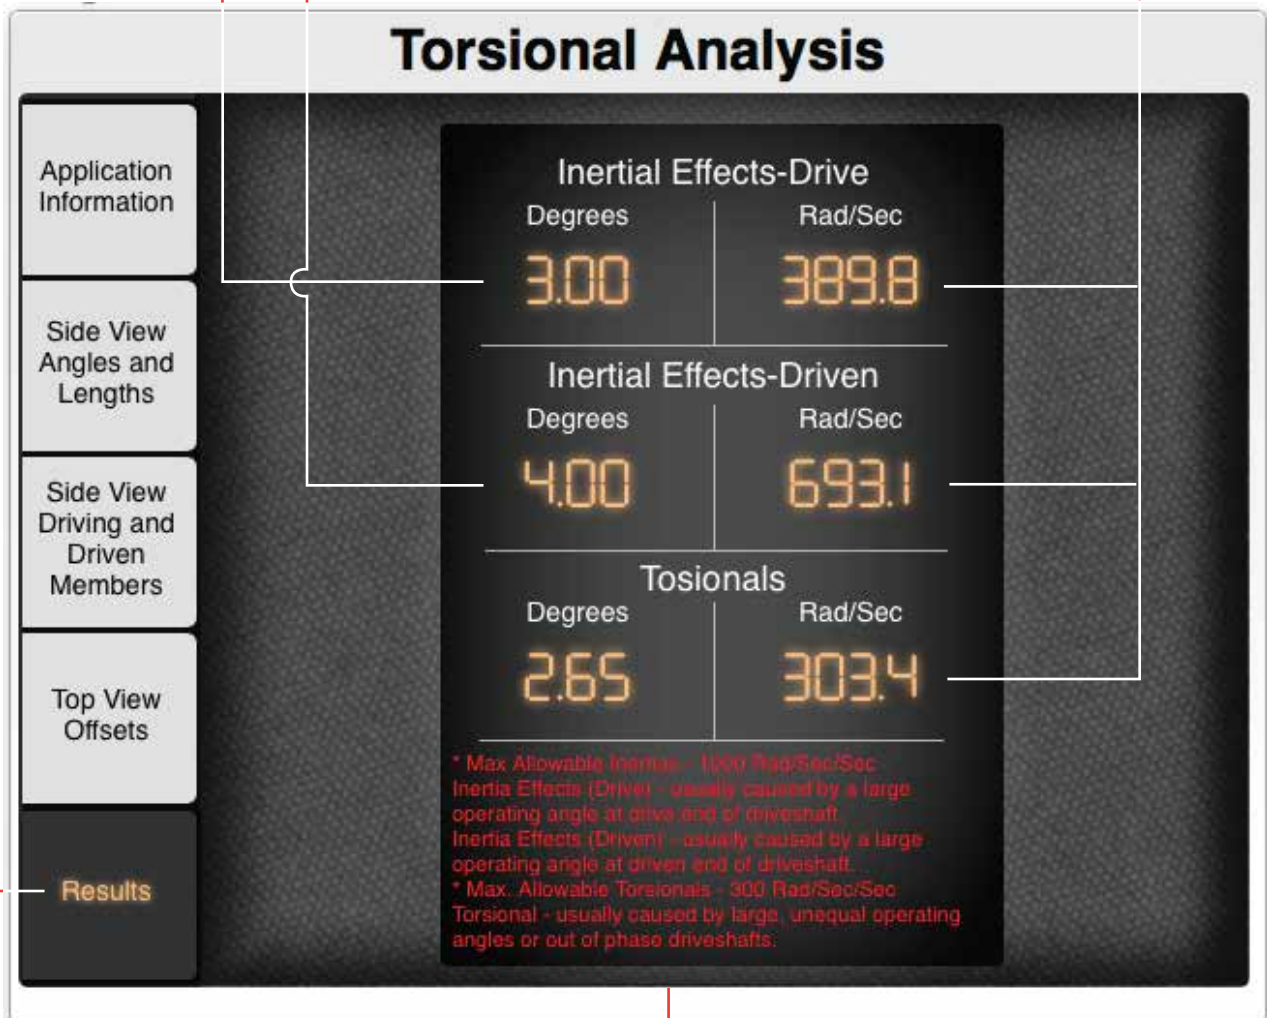 Torsional Analysis
Application
Information
Side View
Angles and
Lengths
Side View
Driving and
Driven
Members
Top View
Offsets
Results
Inertial Effects-Drive
Degrees Rad/Sec
3.00 389.8
Inertial Effects-Driven
Degrees Rad/Sec
4.00 693.1
Tosionals
Degrees Rad/Sec
2.65 303.4
* Max Allowable Inertias - 1000 Rad/Sec/Sec
Inertia Effects (Drive) - usually caused by a large
operating angle at drive end of driveshaft.
Inertia Effects (Driven) - usually caused by a large
operating angle at driven end of driveshaft.
* Max. Allowable Torsionals - 300 Rad/Sec/Sec
Torsional - usually caused by large, unequal operating
angles or out of phase driveshafts.